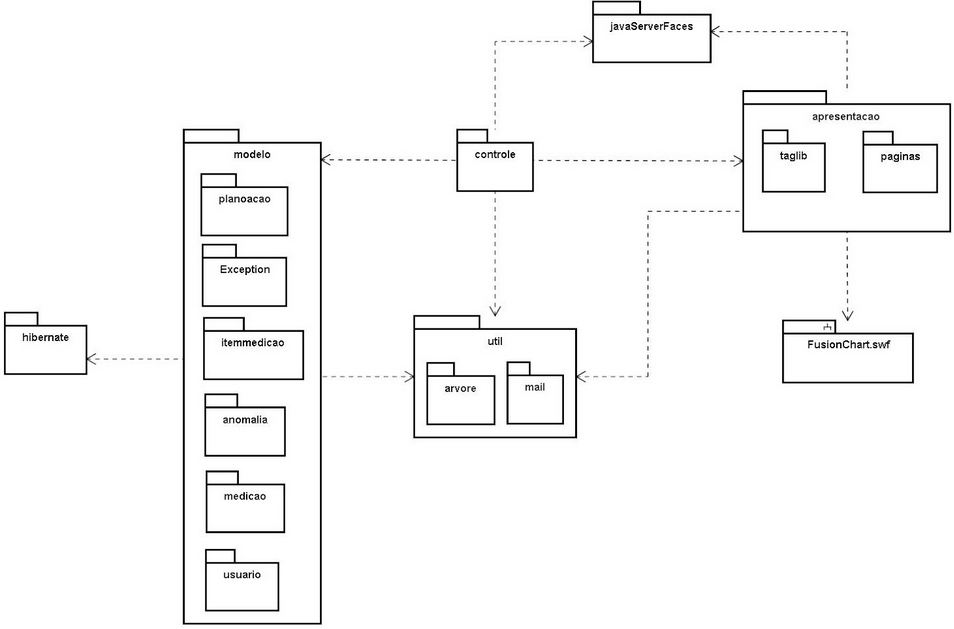 javaServerFaces
apresentacao
taglib
paginas
controle
modelo
planoacao
Exception
itemmedicao
anomalia
medicao
usuario
hibernate
util
arvore
mail
FusionChart.swf